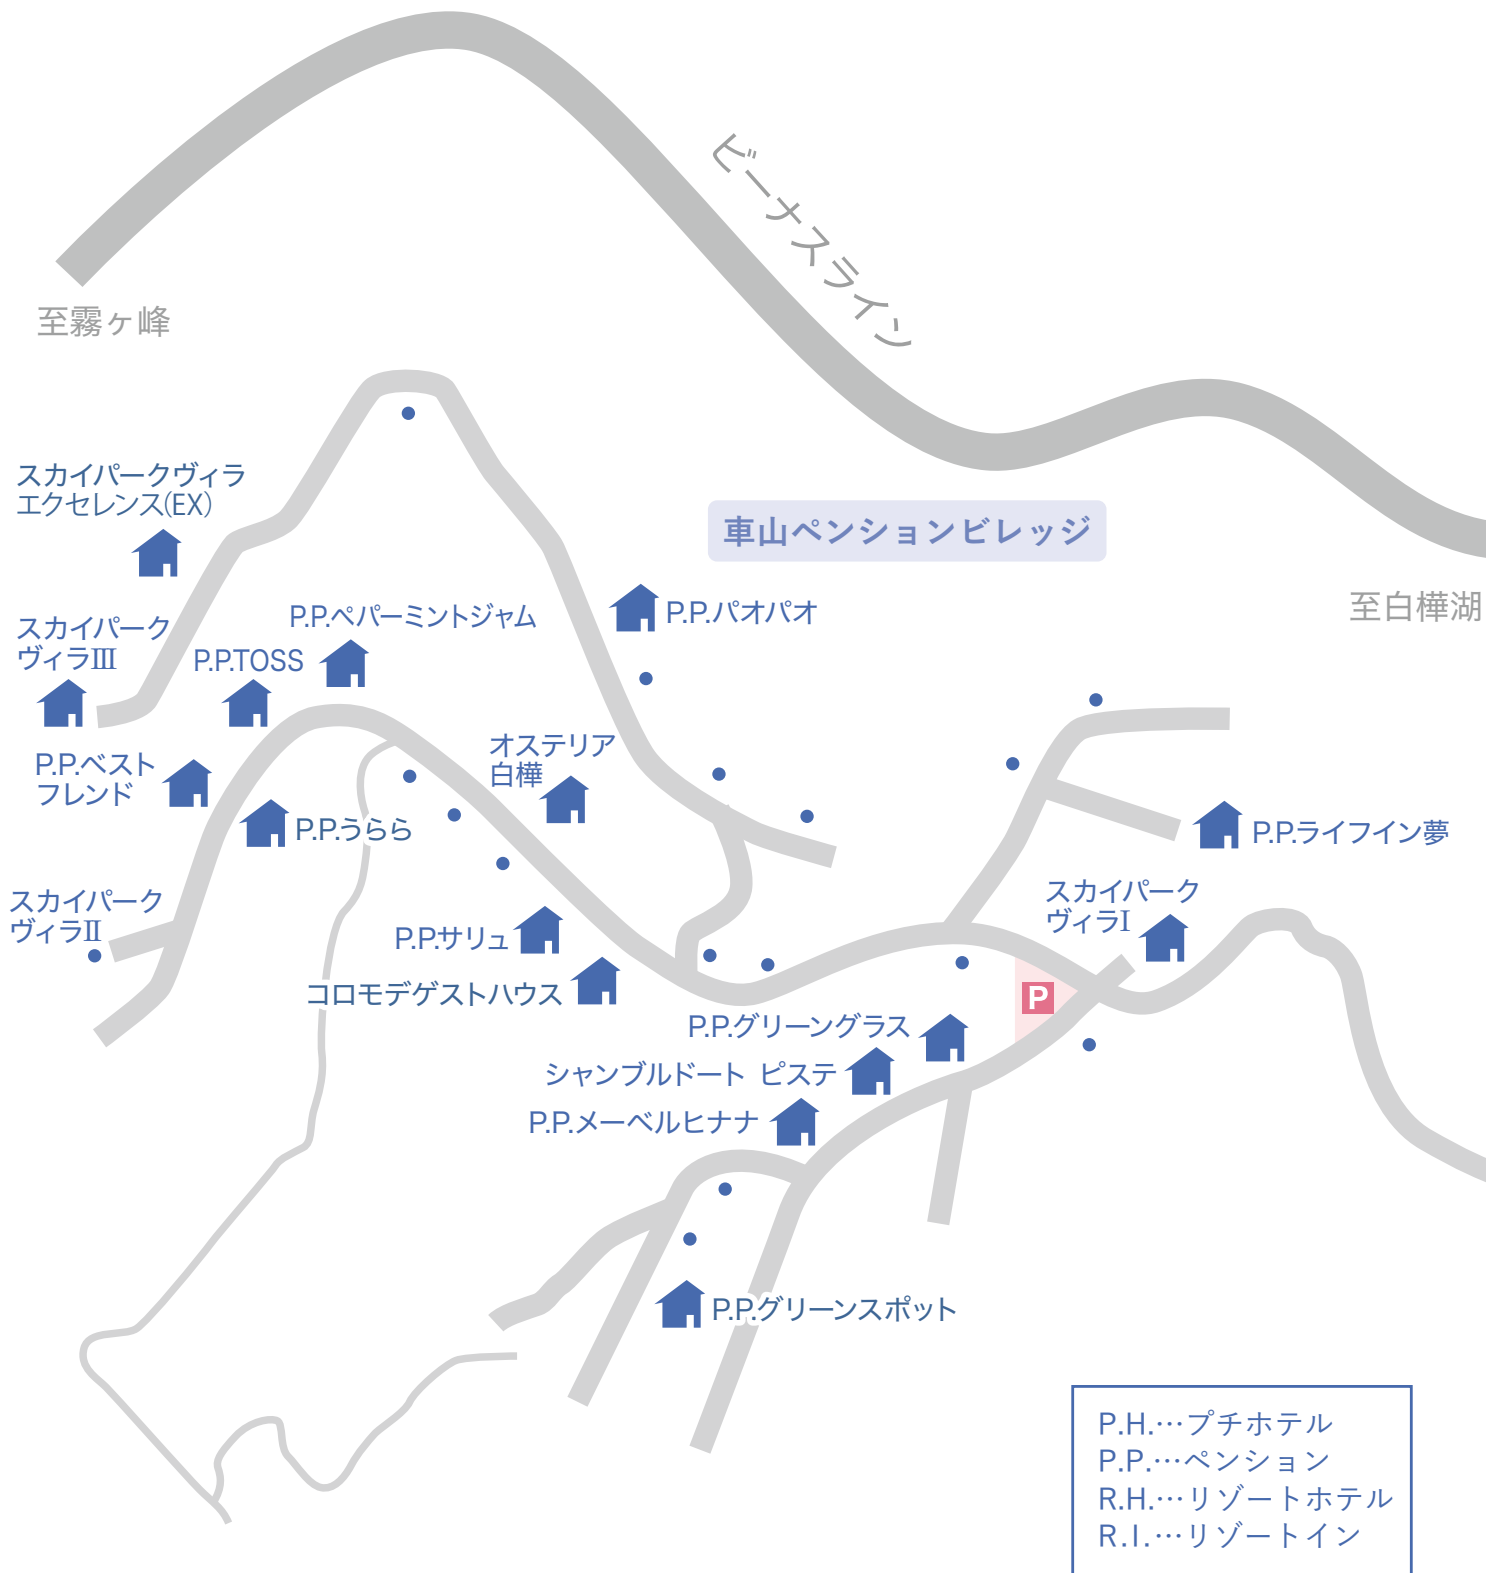 ビーナスライン
至霧ヶ峰
スカイパークヴィラ
エクセレンス(EX)
車山ペンションビレッジ
至白樺湖
P.P.ペパーミントジャム
P.P.パオパオ
スカイパーク
ヴィラⅢ
P.P.TOSS
オステリア
白樺
P.P.ベスト
フレンド
P.P.うらら
P.P.ライフイン夢
スカイパーク
ヴィラⅠ
スカイパーク
ヴィラⅡ
P.P.サリュ
コロモデゲストハウス
P
P.P.グリーングラス
シャンブルドート ピステ
P.P.メーベルヒナナ
P.P.グリーンスポット
P.H.…プチホテル
P.P.…ペンション
R.H.…リゾートホテル
R.I.…リゾートイン